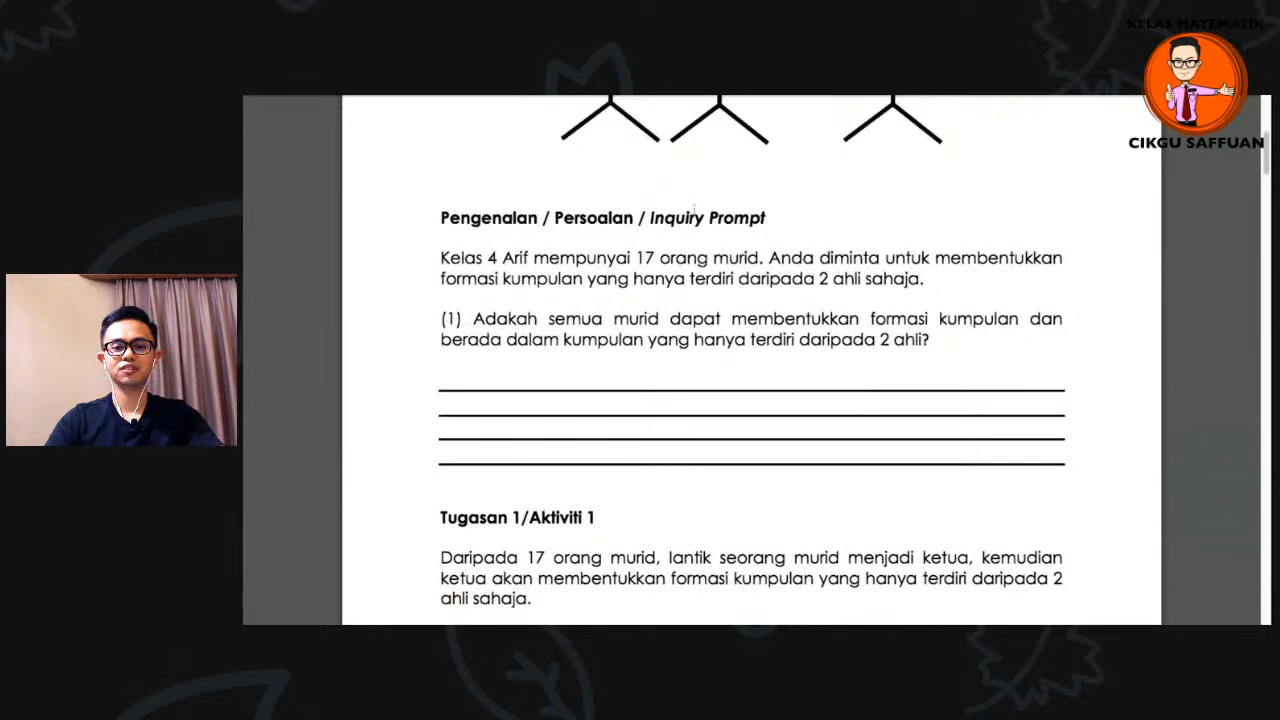 KELAS MATEMATIK
CIKGU SAFFUAN
Pengenalan / Persoalan / Inquiry Prompt
Kelas 4 Arif mempunyai 17 orang murid. Anda diminta untuk membentukkan
formasi kumpulan yang hanya terdiri daripada 2 ahli sahaja.
(1) Adakah semua murid dapat membentukkan formasi kumpulan dan
berada dalam kumpulan yang hanya terdiri daripada 2 ahli?
Tugasan 1/Aktiviti 1
Daripada 17 orang murid, lantik seorang murid menjadi ketua, kemudian
ketua akan membentukkan formasi kumpulan yang hanya terdiri daripada 2
ahli sahaja.